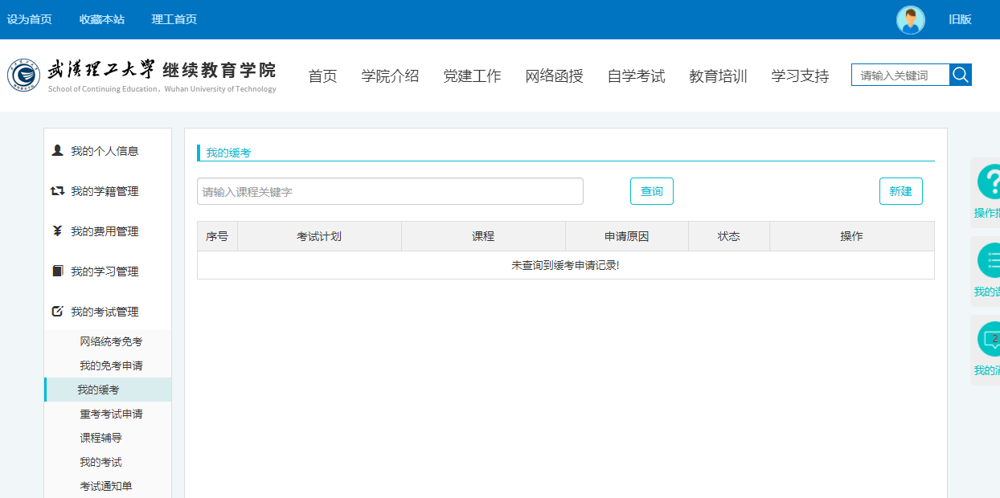 设为首页 收藏本站 理工首页 旧版
武汉理工大学 继续教育学院
School of Continuing Education, Wuhan University of Technology
首页 学院介绍 党建工作 网络函授 自学考试 教育培训 学习支持 请输入关键词
我的个人信息
我的学籍管理
我的费用管理
我的学习管理
我的考试管理
网络统考免考
我的免考申请
我的缓考
重考考试申请
课程辅导
我的考试
考试通知单
我的缓考
请输入课程关键字 查询 新建
序号 考试计划 课程 申请原因 状态 操作
未查询到缓考申请记录!
操作
我的
2
我的